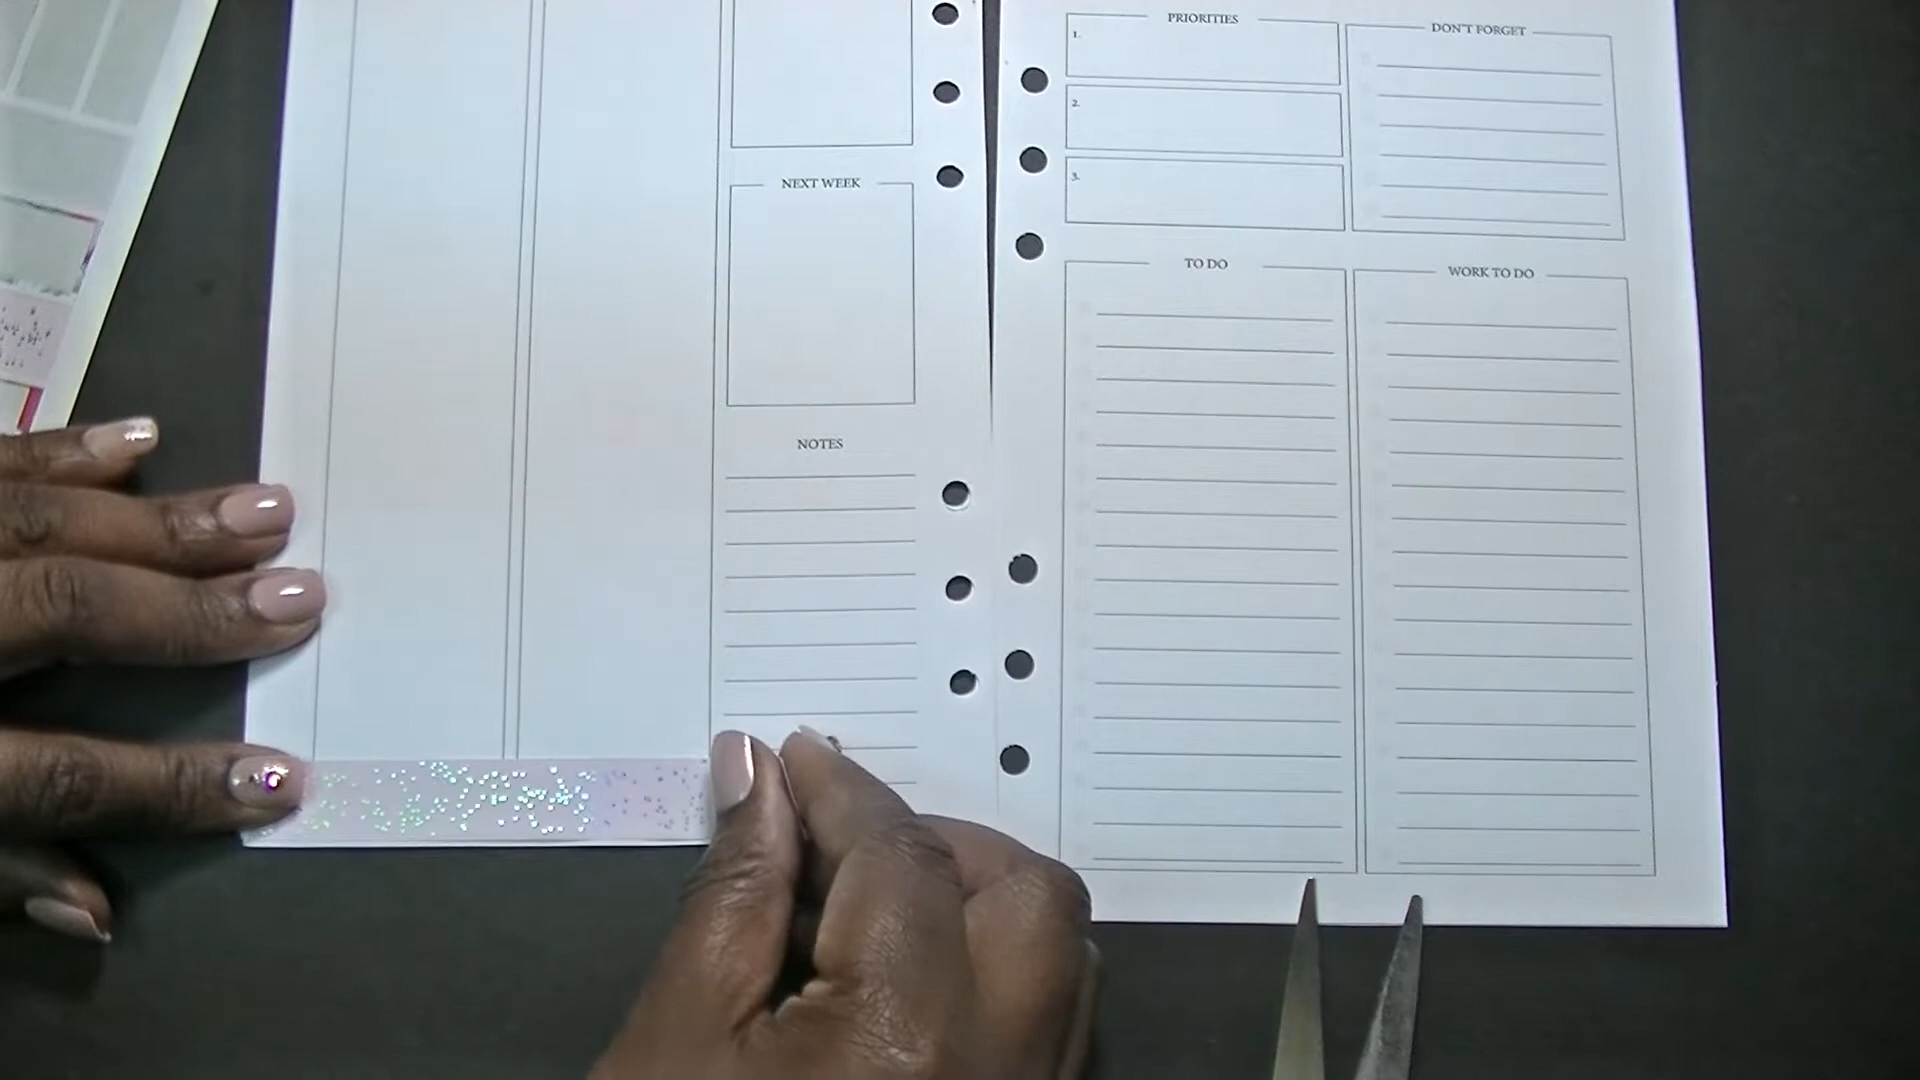 NEXT WEEK
NOTES
PRIORITIES
1.
2.
3.
DON'T FORGET
TO DO
WORK TO DO